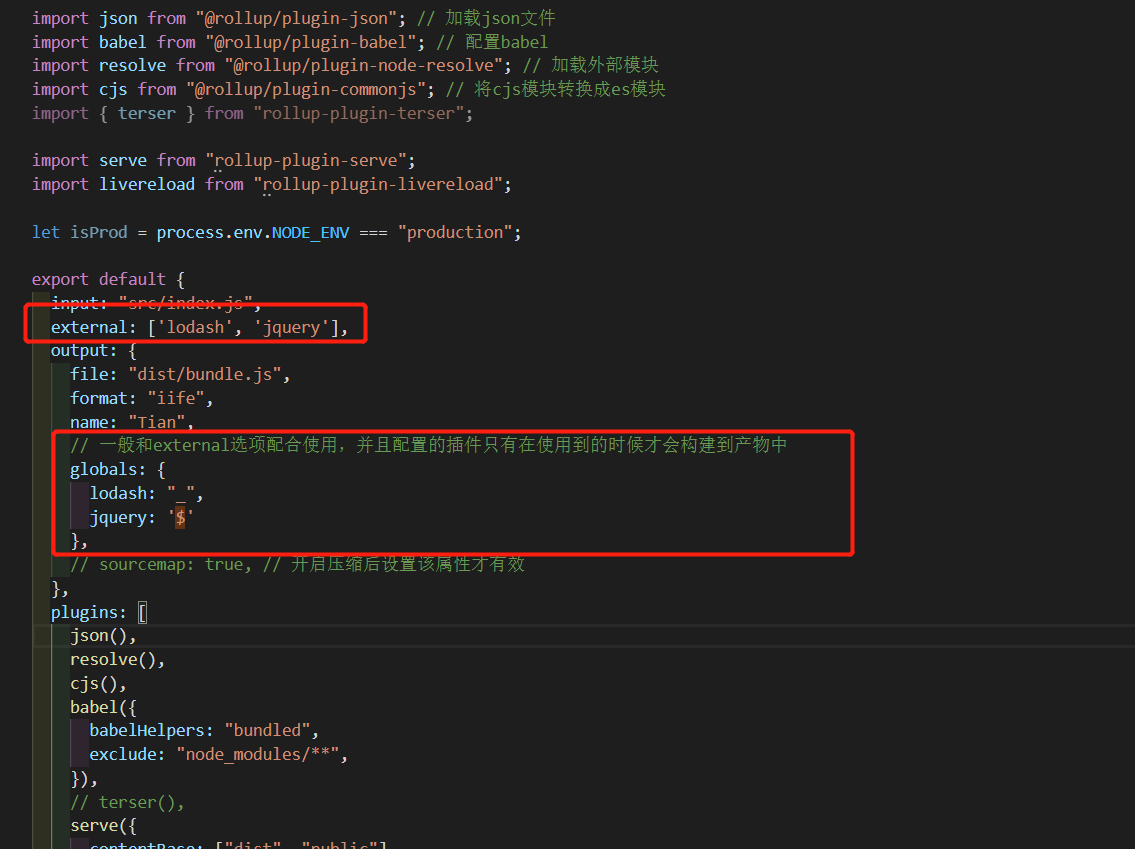 import json from "@rollup/plugin-json"; // 加载json文件
import babel from "@rollup/plugin-babel"; // 配置babel
import resolve from "@rollup/plugin-node-resolve"; // 加载外部模块
import cjs from "@rollup/plugin-commonjs"; // 将cjs模块转换成es模块
import { terser } from "rollup-plugin-terser";
import serve from "rollup-plugin-serve";
import livereload from "rollup-plugin-livereload";
let isProd = process.env.NODE_ENV === "production";
export default {
input: "src/index.js",
external: ['lodash', 'jquery'],
output: {
file: "dist/bundle.js",
format: "iife",
name: "Tian",
// 一般和external选项配合使用，并且配置的插件只有在使用到的时候才会构建到产物中
globals: {
lodash: "_",
jquery: '$'
},
// sourcemap: true, // 开启压缩后设置该属性才有效
},
plugins: [
json(),
resolve(),
cjs(),
babel({
babelHelpers: "bundled",
exclude: "node_modules/**",
}),
// terser(),
serve({
contentBase: ["dist", "public"]